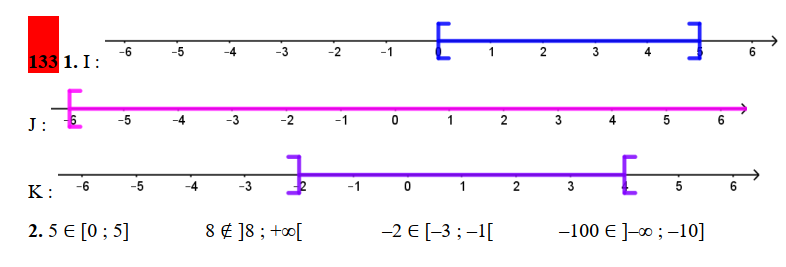 133 1. I :
-6 -5 -4 -3 -2 -1 0 1 2 3 4 5 6
J :
-6 -5 -4 -3 -2 -1 0 1 2 3 4 5 6
K :
-6 -5 -4 -3 -2 -1 0 1 2 3 4 5 6
2. 5 ∈ [0 ; 5] 8 ∉ ]8 ; +∞[ –2 ∈ [–3 ; –1[ –100 ∈ ]–∞ ; –10]